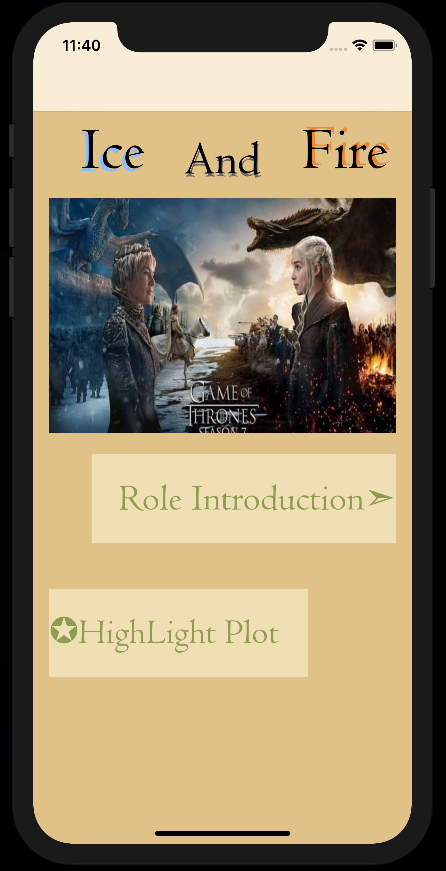 11:40
Ice And Fire
GAME OF
THRONES
SEASON 7
Role Introduction➣
✪HighLight Plot